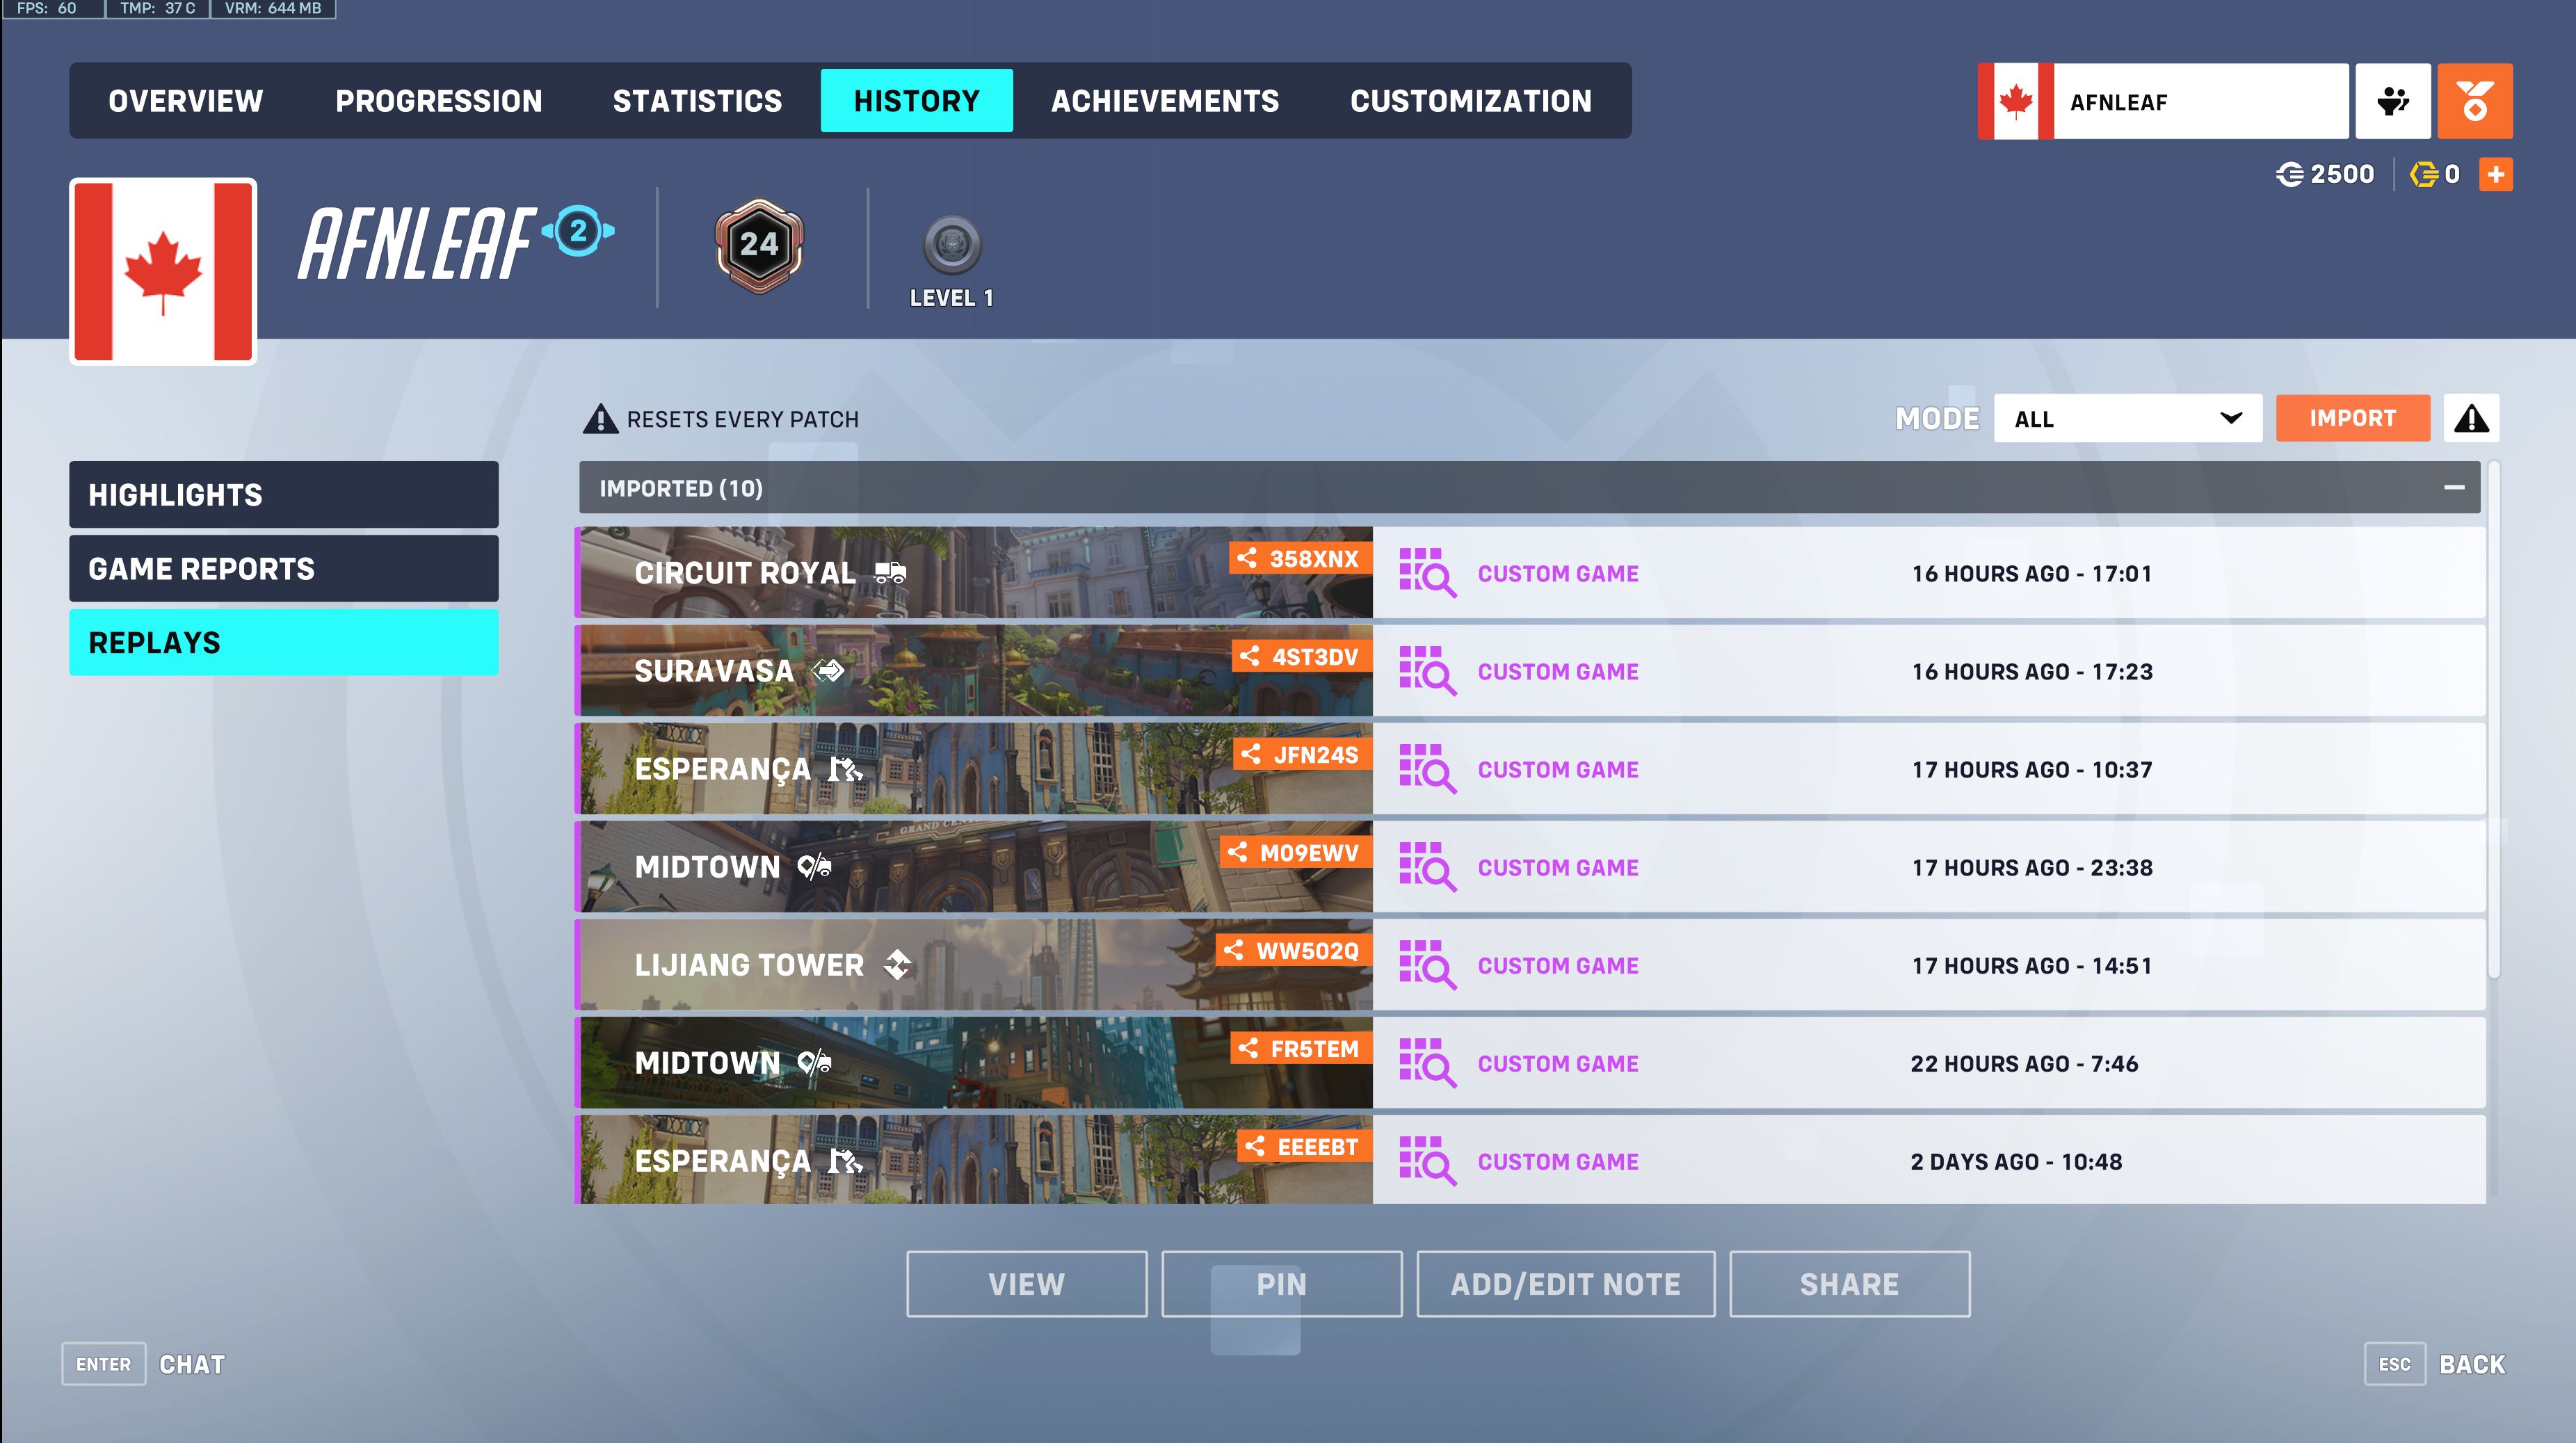 FPS: 60 TMP: 37 C VRM: 644 MB
OVERVIEW PROGRESSION STATISTICS HISTORY ACHIEVEMENTS CUSTOMIZATION
AFNLEAF
2500 0
AFNLEAF 2
24
LEVEL 1
RESETS EVERY PATCH
MODE ALL IMPORT
HIGHLIGHTS
GAME REPORTS
REPLAYS
IMPORTED (10)
CIRCUIT ROYAL 358XNX CUSTOM GAME 16 HOURS AGO - 17:01
SURAVASA 4ST3DV CUSTOM GAME 16 HOURS AGO - 17:23
ESPERANÇA JFN24S CUSTOM GAME 17 HOURS AGO - 10:37
MIDTOWN M09EWV CUSTOM GAME 17 HOURS AGO - 23:38
LIJIANG TOWER WW502Q CUSTOM GAME 17 HOURS AGO - 14:51
MIDTOWN FR5TEM CUSTOM GAME 22 HOURS AGO - 7:46
ESPERANÇA EEEEBT CUSTOM GAME 2 DAYS AGO - 10:48
VIEW PIN ADD/EDIT NOTE SHARE
ENTER CHAT
ESC BACK